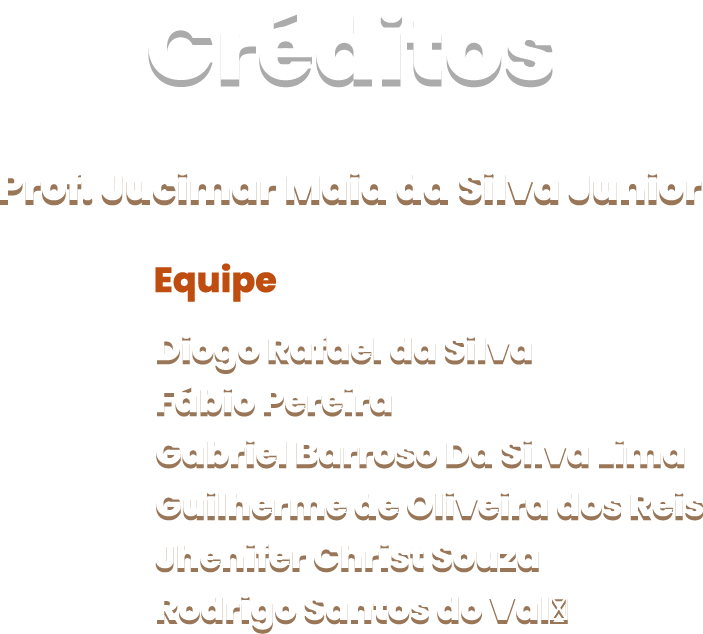 Créditos
Prof. Jucimar Maia da Silva Junior
Equipe
Diogo Rafael da Silva
Fábio Pereira
Gabriel Barroso Da Silva Lima
Guilherme de Oliveira dos Reis
Jhenifer Christ Souza
Rodrigo Santos do Val